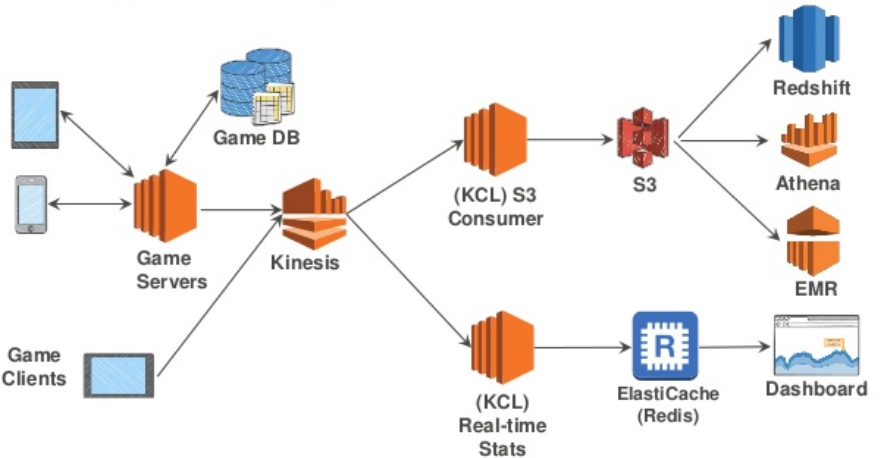 Redshift
Game DB
S3
Athena
(KCL) S3
Consumer
Game
Servers
Kinesis
EMR
Game
Clients
R
ElastiCache
(Redis)
Dashboard
(KCL)
Real-time
Stats